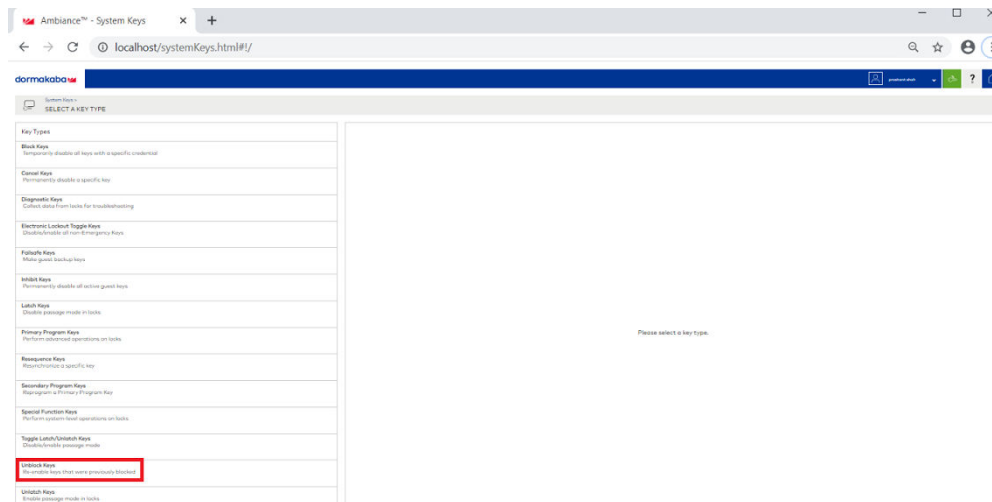 Ambiance™ - System Keys
localhost/systemKeys.html#!/
dormakaba
?
System Keys >
SELECT A KEY TYPE
Key Types
Block Keys
Temporarily disable all keys with a specific credential
Cancel Keys
Permanently disable a specific key
Diagnostic Keys
Collect data from locks for troubleshooting
Electronic Lockout Toggle Keys
Disable/enable all non-Emergency Keys
Failsafe Keys
Make guest backup keys
Inhibit Keys
Permanently disable all active guest keys
Latch Keys
Disable passage mode in locks
Primary Program Keys
Perform advanced operations on locks
Please select a key type.
Resequence Keys
Resynchronize a specific key
Secondary Program Keys
Reprogram a Primary Program Key
Special Function Keys
Perform system level operations on locks
Toggle Latch/Unlatch Keys
Disable/enable passage mode
Unblock Keys
Re-enable keys that were previously blocked
Unlatch Keys
Enable passage mode in locks